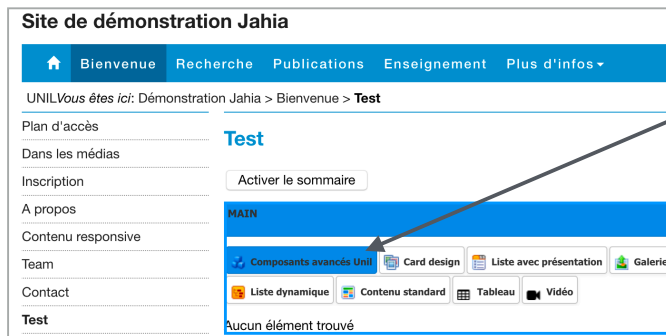 Site de démonstration Jahia
Bienvenue Recherche Publications Enseignement Plus d'infos
UNILVous êtes ici: Démonstration Jahia > Bienvenue > Test
Plan d'accès
Dans les médias
Inscription
A propos
Contenu responsive
Team
Contact
Test
Test
Activer le sommaire
MAIN
Composants avancés Unil Card design Liste avec présentation Galerie
Liste dynamique Contenu standard Tableau Vidéo
Aucun élément trouvé